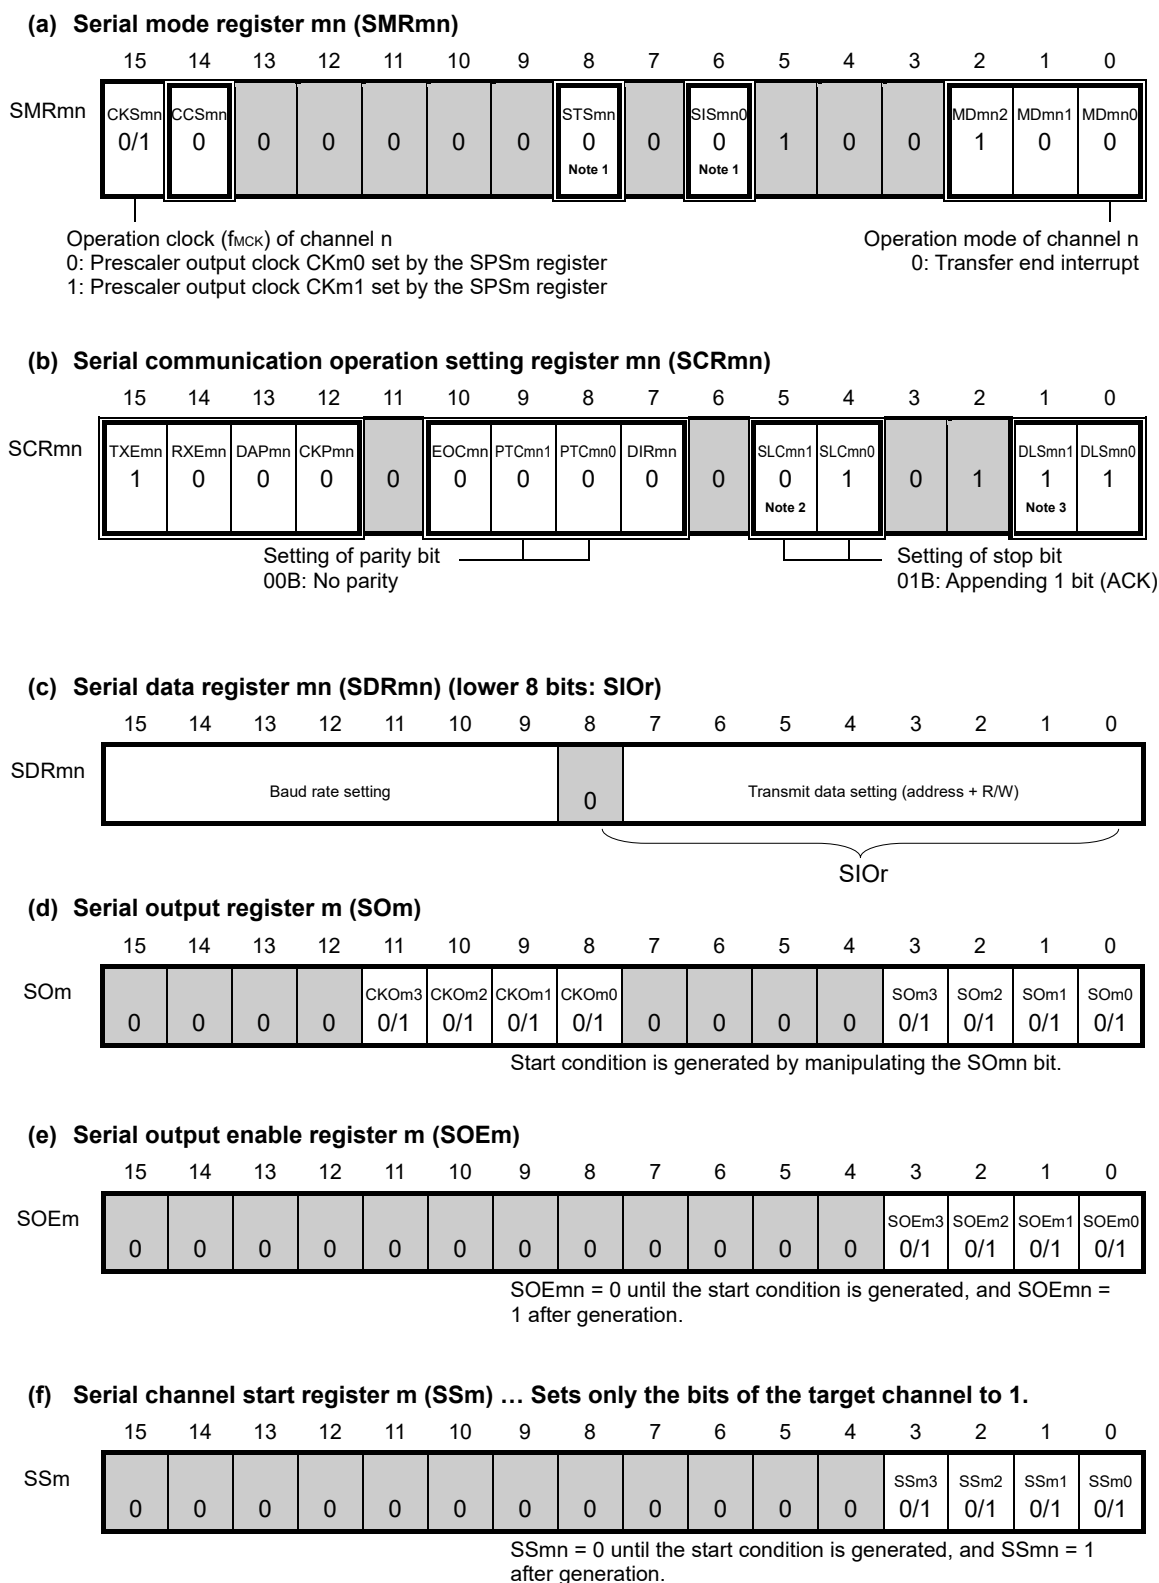 (a) Serial mode register mn (SMRmn)
15 14 13 12 11 10 9 8 7 6 5 4 3 2 1 0
SMRmn
CKSmn CCSmn STSmn SISmn0 MDmn2 MDmn1 MDmn0
0/1 0 0 0 0 0 0 0 0 0 1 0 0 1 0 0
Note 1 Note 1
Operation clock (fMCK) of channel n
0: Prescaler output clock CKm0 set by the SPSm register
1: Prescaler output clock CKm1 set by the SPSm register
Operation mode of channel n
0: Transfer end interrupt
(b) Serial communication operation setting register mn (SCRmn)
15 14 13 12 11 10 9 8 7 6 5 4 3 2 1 0
SCRmn
TXEmn RXEmn DAPmn CKPmn EOCmn PTCmn1 PTCmn0 DIRmn SLCmn1 SLCmn0 DLSmn1 DLSmn0
1 0 0 0 0 0 0 0 0 0 0 1 0 1 1 1
Note 2 Note 3
Setting of parity bit
00B: No parity
Setting of stop bit
01B: Appending 1 bit (ACK)
(c) Serial data register mn (SDRmn) (lower 8 bits: SIOr)
15 14 13 12 11 10 9 8 7 6 5 4 3 2 1 0
SDRmn
Baud rate setting 0 Transmit data setting (address + R/W)
SIOr
(d) Serial output register m (SOm)
15 14 13 12 11 10 9 8 7 6 5 4 3 2 1 0
SOm
CKOm3 CKOm2 CKOm1 CKOm0 SOm3 SOm2 SOm1 SOm0
0 0 0 0 0/1 0/1 0/1 0/1 0 0 0 0 0/1 0/1 0/1 0/1
Start condition is generated by manipulating the SOmn bit.
(e) Serial output enable register m (SOEm)
15 14 13 12 11 10 9 8 7 6 5 4 3 2 1 0
SOEm
SOEm3 SOEm2 SOEm1 SOEm0
0 0 0 0 0 0 0 0 0 0 0 0 0/1 0/1 0/1 0/1
SOEmn = 0 until the start condition is generated, and SOEmn =
1 after generation.
(f) Serial channel start register m (SSm) … Sets only the bits of the target channel to 1.
15 14 13 12 11 10 9 8 7 6 5 4 3 2 1 0
SSm
SSm3 SSm2 SSm1 SSm0
0 0 0 0 0 0 0 0 0 0 0 0 0/1 0/1 0/1 0/1
SSmn = 0 until the start condition is generated, and SSmn = 1
after generation.